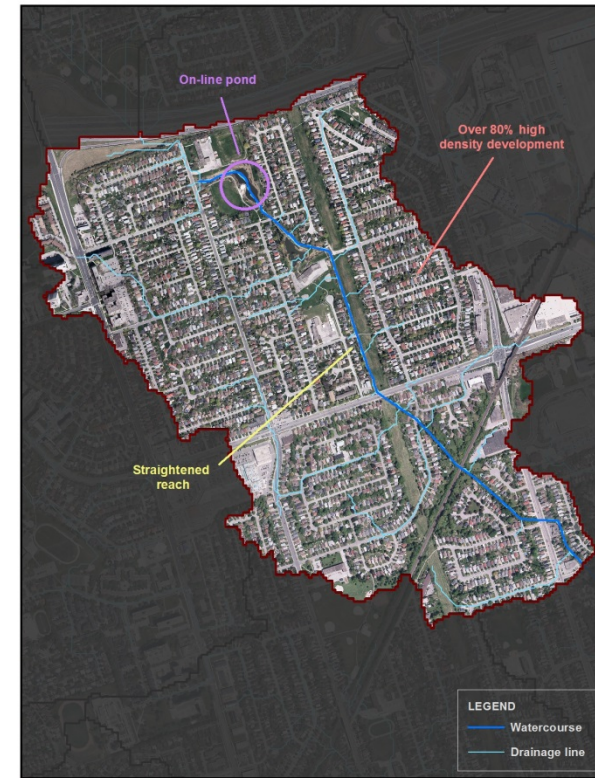 On-line pond
Over 80% high
density development
Straightened
reach
LEGEND
Watercourse
Drainage line